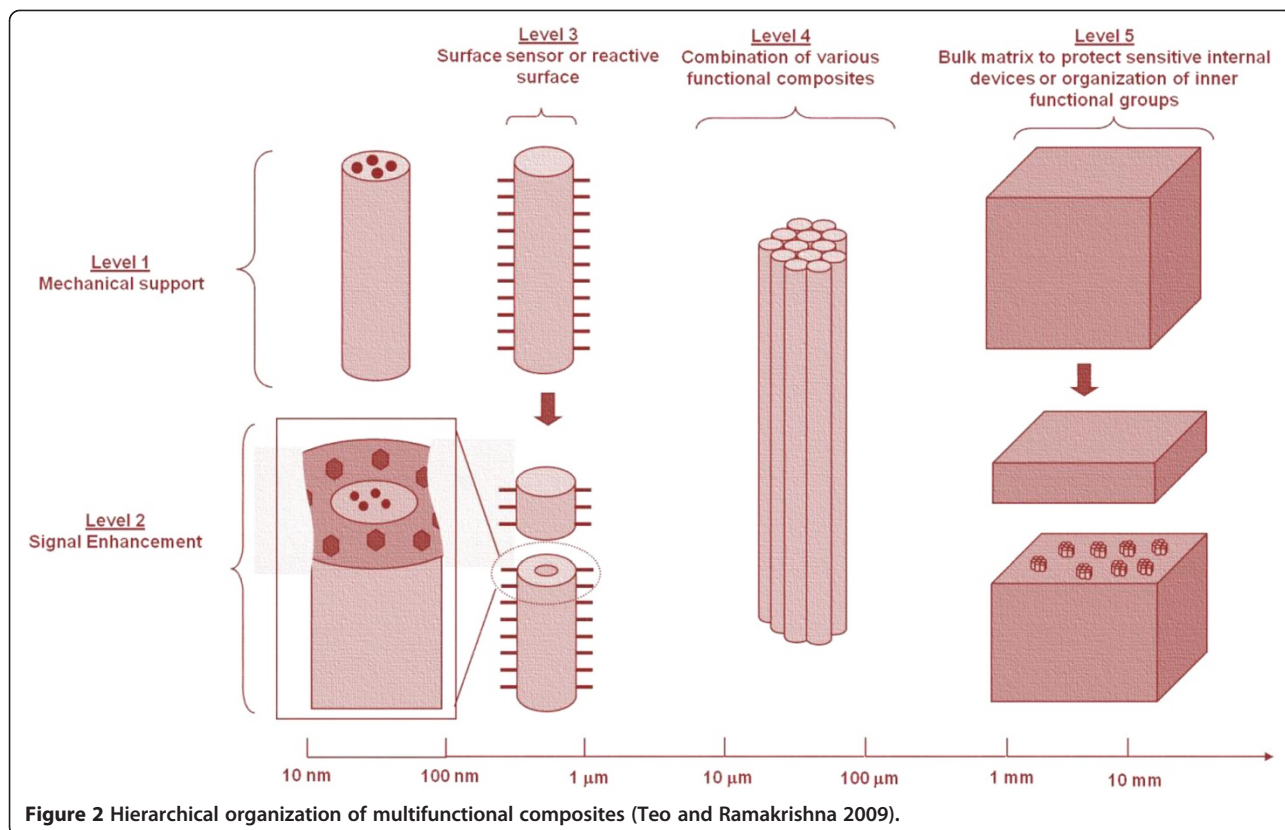 Level 1
Mechanical support
Level 2
Signal Enhancement
Level 3
Surface sensor or reactive
surface
Level 4
Combination of various
functional composites
Level 5
Bulk matrix to protect sensitive internal
devices or organization of inner
functional groups
10 nm
100 nm
1 μm
10 μm
100 μm
1 mm
10 mm
Figure 2 Hierarchical organization of multifunctional composites (Teo and Ramakrishna 2009).